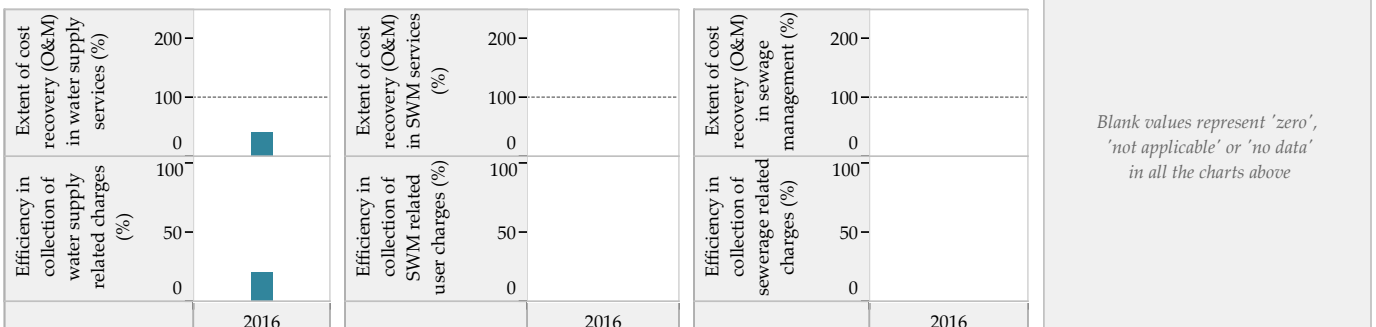 Extent of cost
recovery (O&M)
in water supply
services (%)
200
100
0
Efficiency in
collection of
water supply
related charges
(%)
100
50
0
2016
Extent of cost
recovery (O&M)
in SWM services
(%)
200
100
0
Efficiency in
collection of
SWM related
user charges (%)
100
50
0
2016
Extent of cost
recovery (O&M)
in sewage
management (%)
200
100
0
Efficiency in
collection of
sewerage related
charges (%)
100
50
0
2016
Blank values represent 'zero',
'not applicable' or 'no data'
in all the charts above